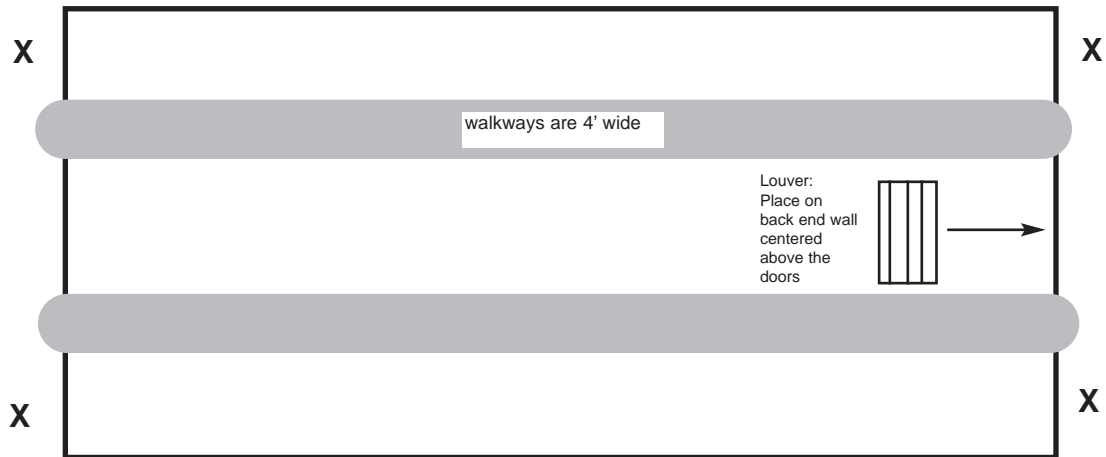 X
X
walkways are 4’ wide
Louver:
Place on
back end wall
centered
above the
doors
X
X